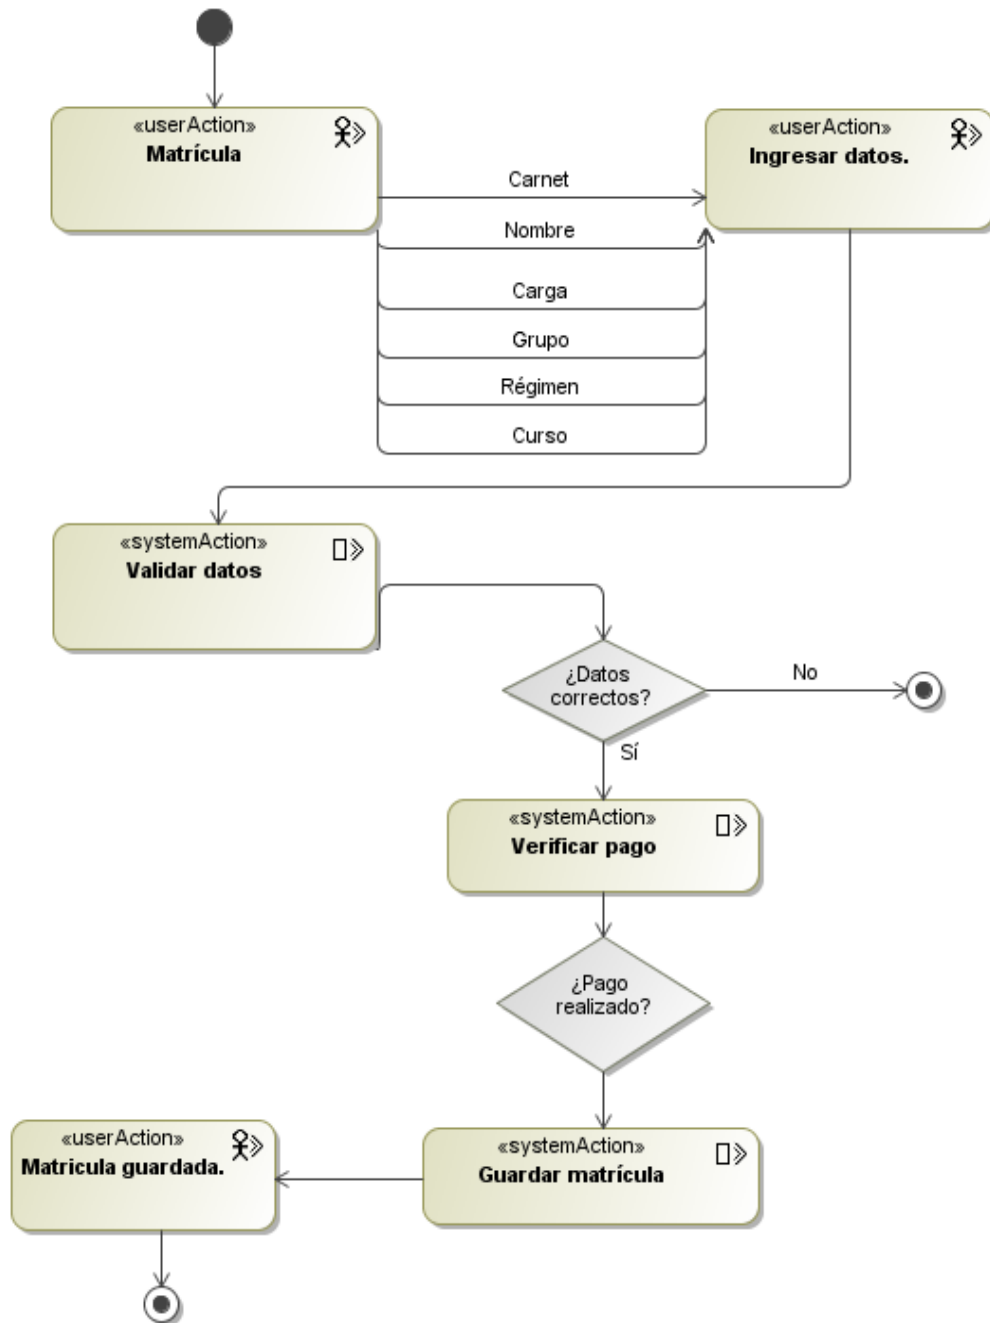 «userAction»
Matrícula
«userAction»
Ingresar datos.
Carnet
Nombre
Carga
Grupo
Régimen
Curso
«systemAction»
Validar datos
¿Datos
correctos?
No
Sí
«systemAction»
Verificar pago
¿Pago
realizado?
«systemAction»
Guardar matrícula
«userAction»
Matricula guardada.